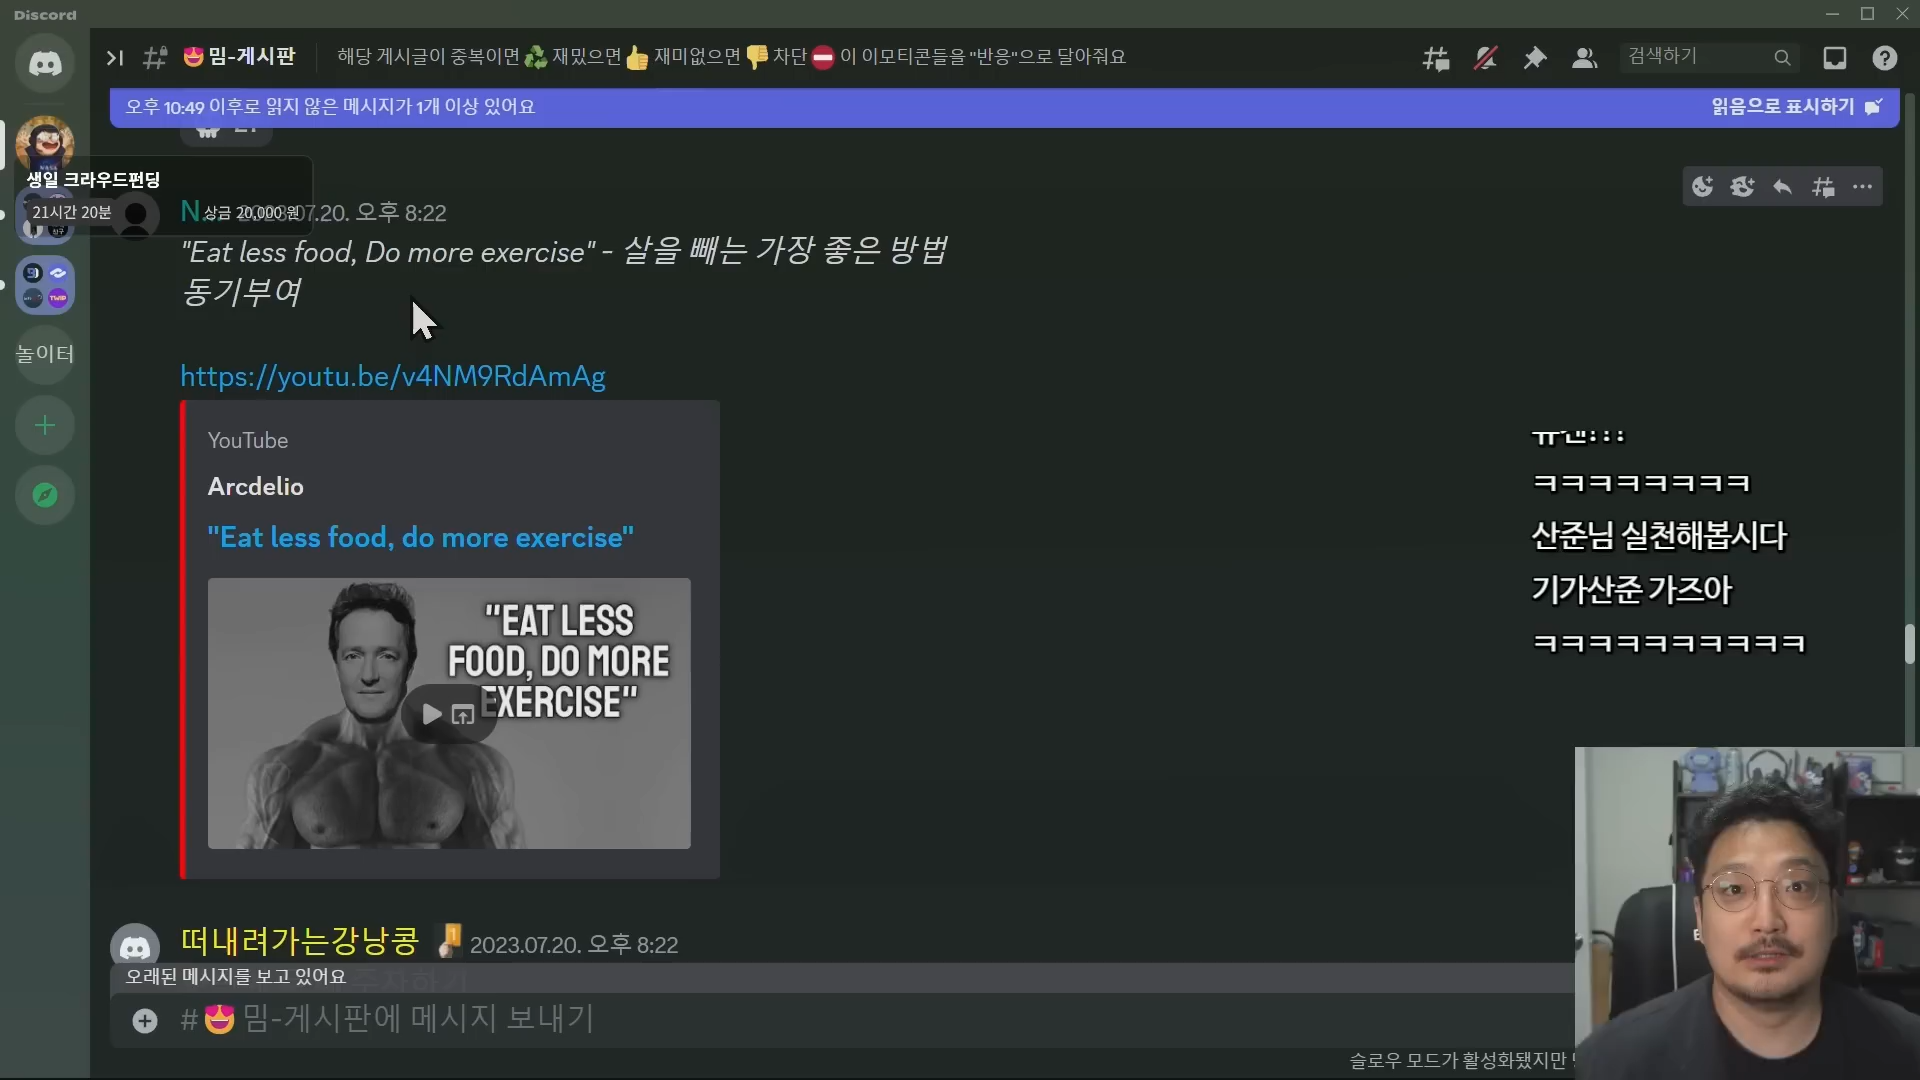 Discord
밈-게시판
해당 게시글이 중복이면 재밌으면 재미없으면 차단 이 이모티콘들을 "반응"으로 달아줘요
검색하기
오후 10:49 이후로 읽지 않은 메시지가 1개 이상 있어요
읽음으로 표시하기
생일 크라우드펀딩
21시간 20분
상금 20,000 원
오후 8:22
"Eat less food, Do more exercise" - 살을 빼는 가장 좋은 방법
동기부여
놀이터
https://youtu.be/v4NM9RdAmAg
YouTube
Arcdelio
"Eat less food, do more exercise"
"EAT LESS
FOOD, DO MORE
EXERCISE"
ㅋㅋㅋㅋㅋㅋㅋㅋ
산준님 실천해봅시다
기가산준 가즈아
ㅋㅋㅋㅋㅋㅋㅋㅋㅋㅋ
떠내려가는강낭콩 2023.07.20. 오후 8:22
오래된 메시지를 보고 있어요
#밈-게시판에 메시지 보내기
슬로우 모드가 활성화됐지만